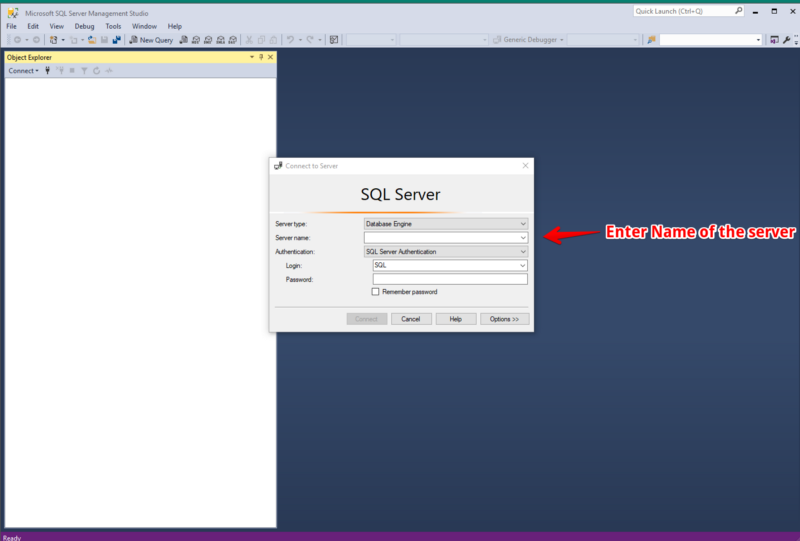 Microsoft SQL Server Management Studio
Quick Launch (Ctrl+Q)
File Edit View Debug Tools Window Help
New Query
Generic Debugger
Object Explorer
Connect
Connect to Server
SQL Server
Server type: Database Engine
Server name:
Enter Name of the server
Authentication: SQL Server Authentication
Login: SQL
Password:
Remember password
Connect Cancel Help Options >>
Ready